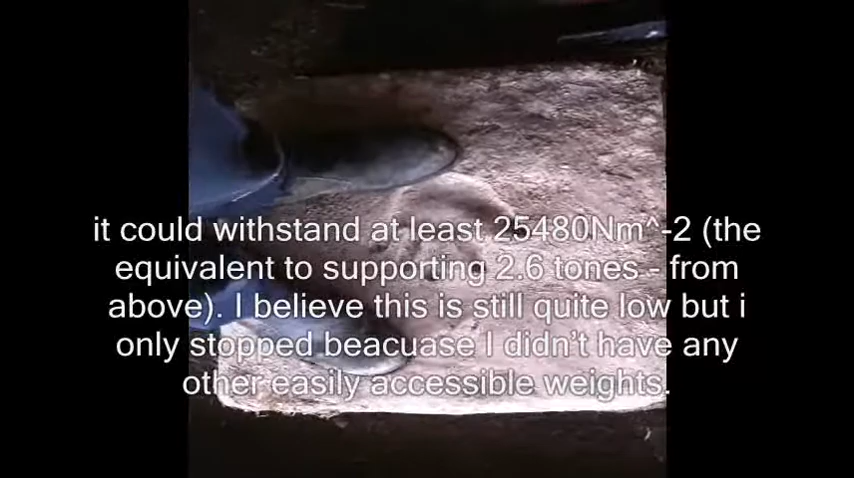 it could withstand at least 25480Nm^-2 (the
equivalent to supporting 2.6 tones - from
above). I believe this is still quite low but i
only stopped beacuase I didn't have any
other easily accessible weights.